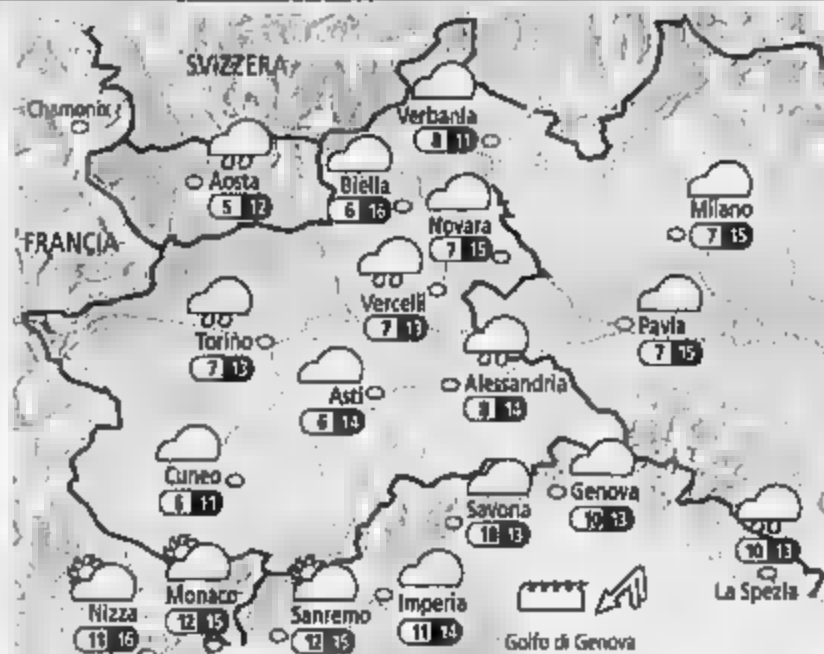 SVIZZERA
Chamonix
Verbania
8 11
Aosta
5 12
Biella
6 16
Milano
7 15
Novara
7 15
FRANCIA
Vercelli
7 13
Torino
7 13
Pavia
7 15
Alessandria
8 14
Asti
6 14
Cuneo
6 11
Savona
10 13
Genova
10 13
10 13
La Spezia
Monaco
12 15
Nizza
11 16
Sanremo
12 15
Imperia
11 14
Golfo di Genova